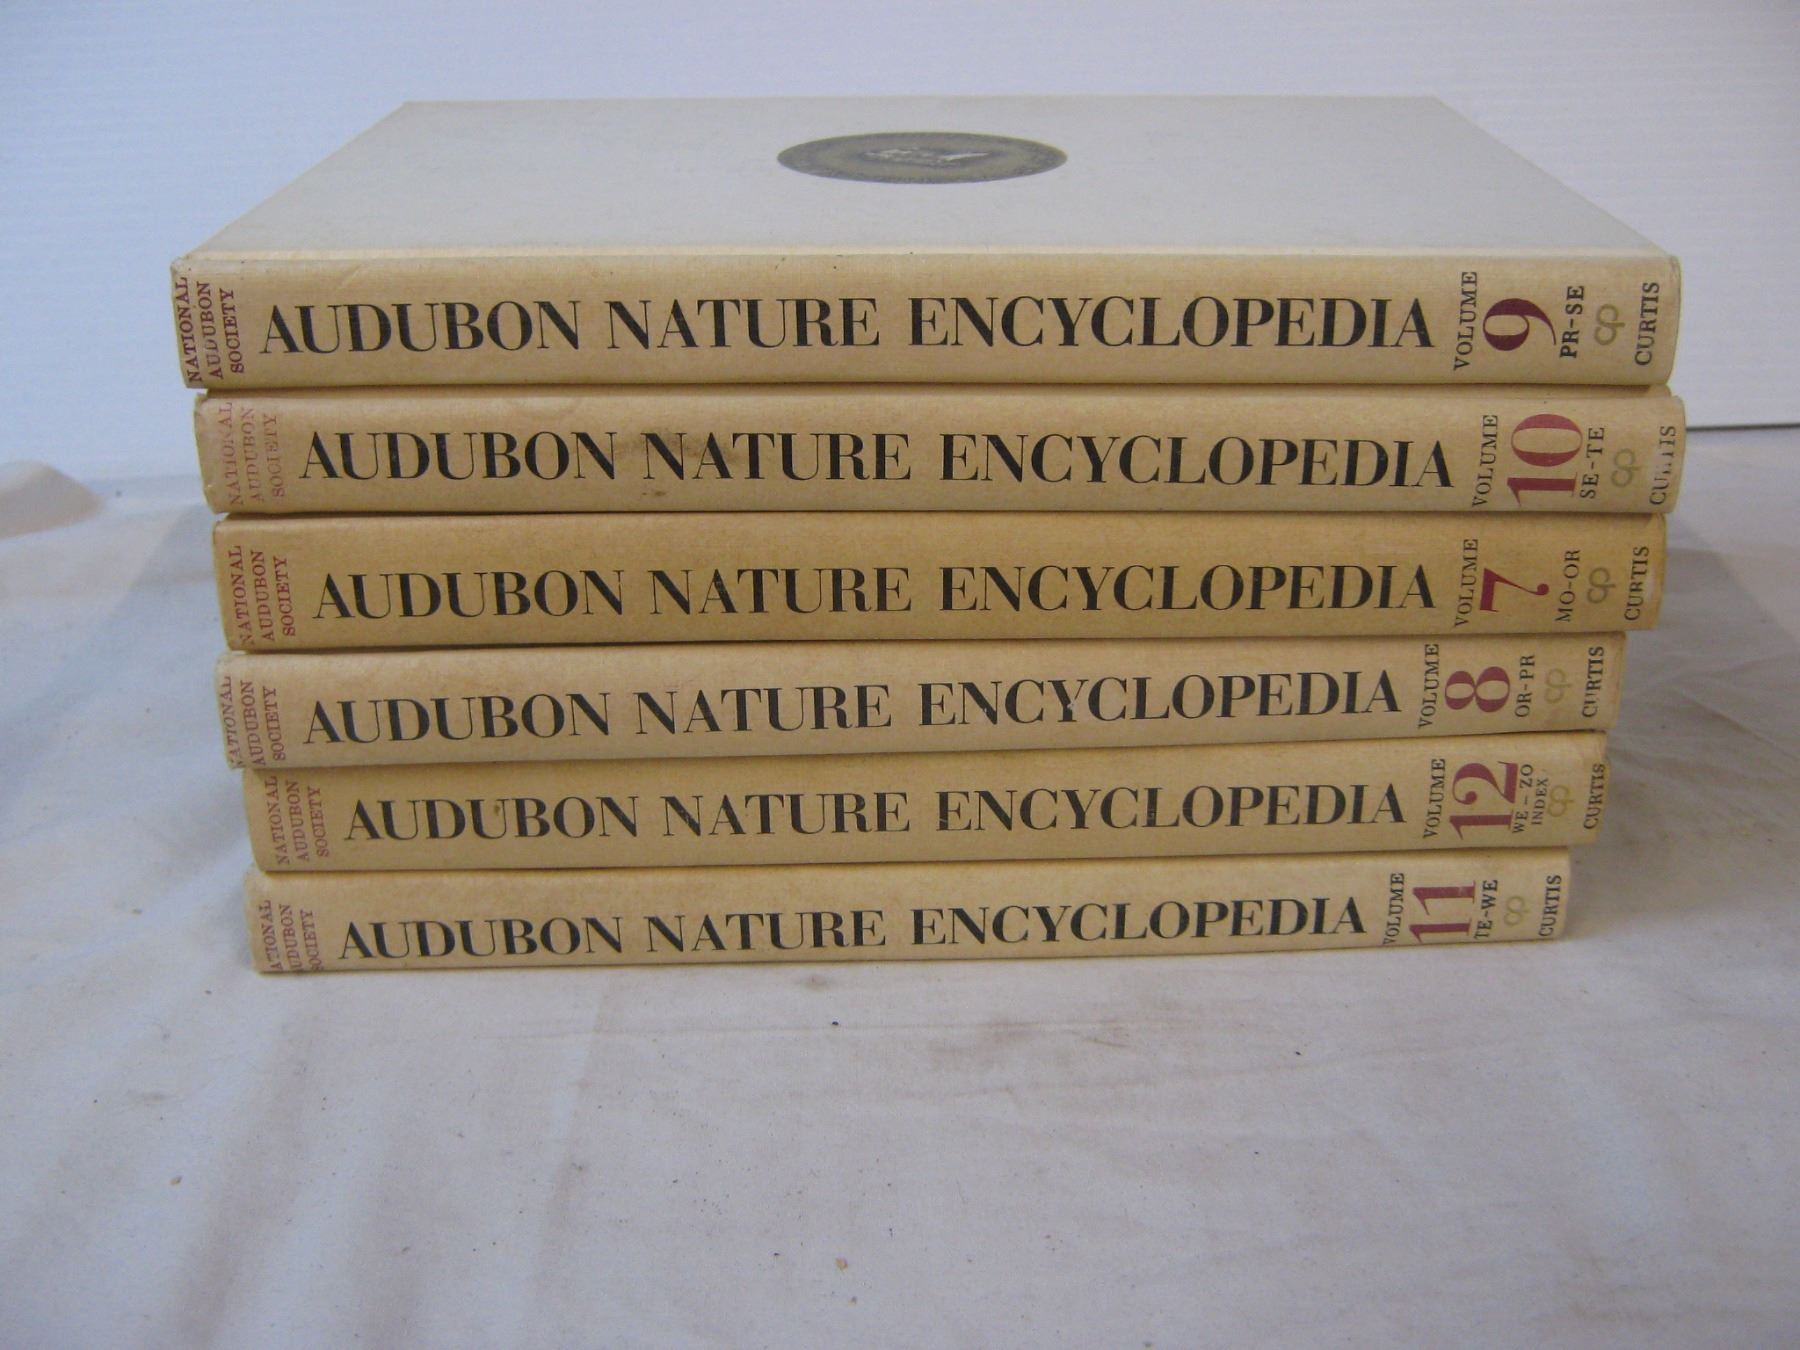 NATIONAL
AUDUBON
SOCIETY
AUDUBON NATURE ENCYCLOPEDIA
VOLUME
9
PR-SE
CURTIS
NATIONAL
AUDUBON
SOCIETY
AUDUBON NATURE ENCYCLOPEDIA
VOLUME
10
SE-TE
CURTIS
NATIONAL
AUDUBON
SOCIETY
AUDUBON NATURE ENCYCLOPEDIA
VOLUME
7
MO-OR
CURTIS
NATIONAL
AUDUBON
SOCIETY
AUDUBON NATURE ENCYCLOPEDIA
VOLUME
8
OR-PR
CURTIS
NATIONAL
AUDUBON
SOCIETY
AUDUBON NATURE ENCYCLOPEDIA
VOLUME
12
WE-ZO
INDEX
CURTIS
ATIONAL
UDUBON
SOCIETY
AUDUBON NATURE ENCYCLOPEDIA
VOLUME
11
TE-WE
CURTIS